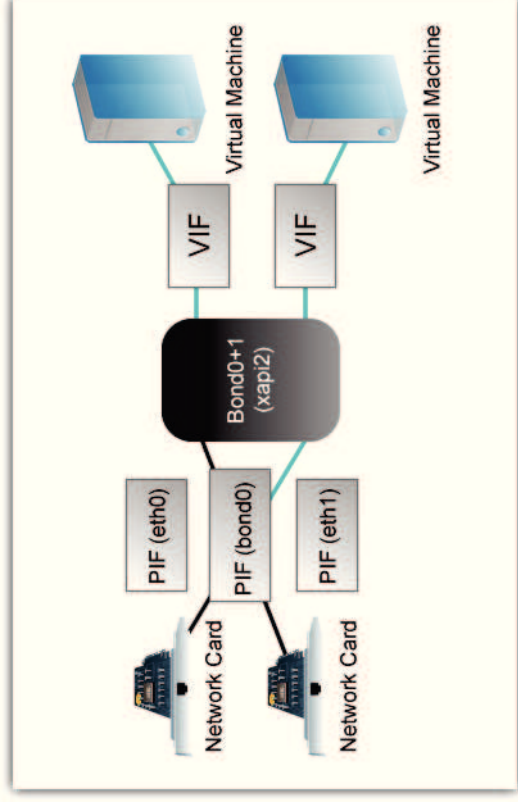 Network Card
Network Card
PIF (eth0)
PIF (bond0)
PIF (eth1)
Bond0+1
(xapi2)
VIF
VIF
Virtual Machine
Virtual Machine